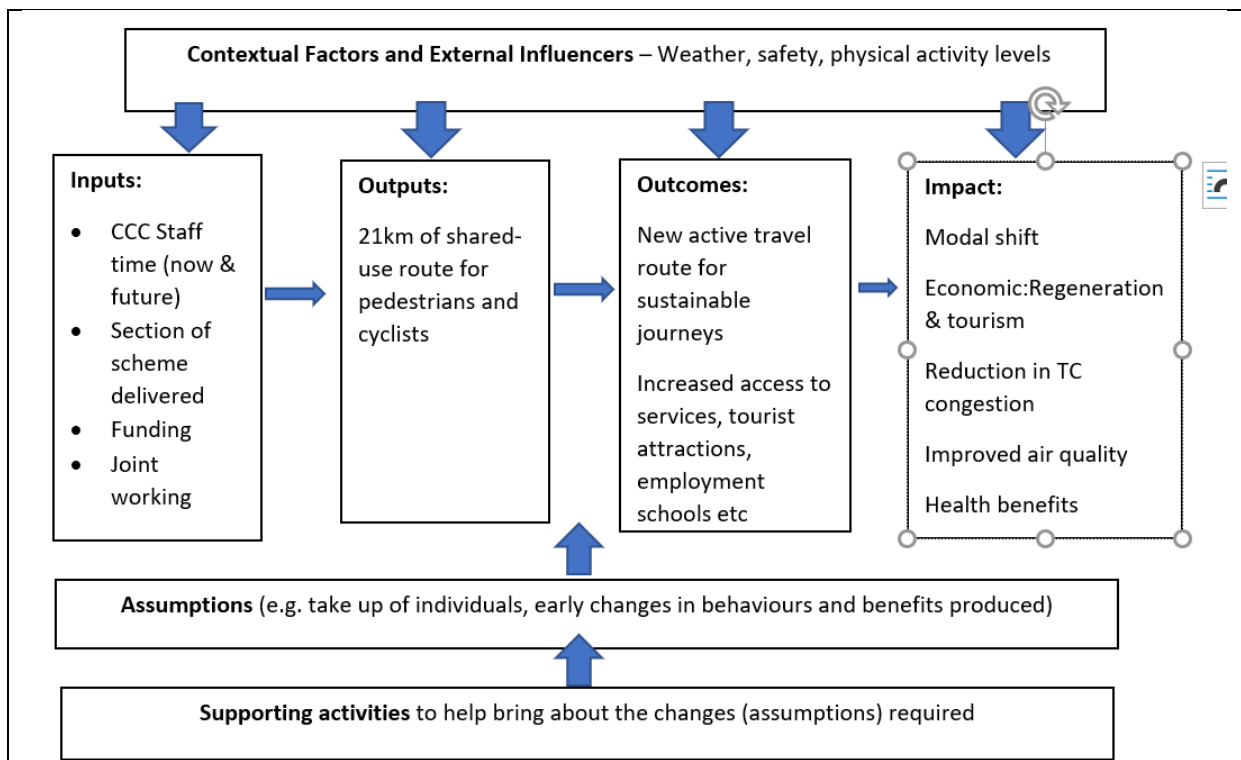 Contextual Factors and External Influencers – Weather, safety, physical activity levels
Inputs:
• CCC Staff
time (now &
future)
• Section of
scheme
delivered
• Funding
• Joint
working
Outputs:
21km of shared-
use route for
pedestrians and
cyclists
Outcomes:
New active travel
route for
sustainable
journeys
Increased access to
services, tourist
attractions,
employment
schools etc
Impact:
Modal shift
Economic:Regeneration
& tourism
Reduction in TC
congestion
Improved air quality
Health benefits
Assumptions (e.g. take up of individuals, early changes in behaviours and benefits produced)
Supporting activities to help bring about the changes (assumptions) required